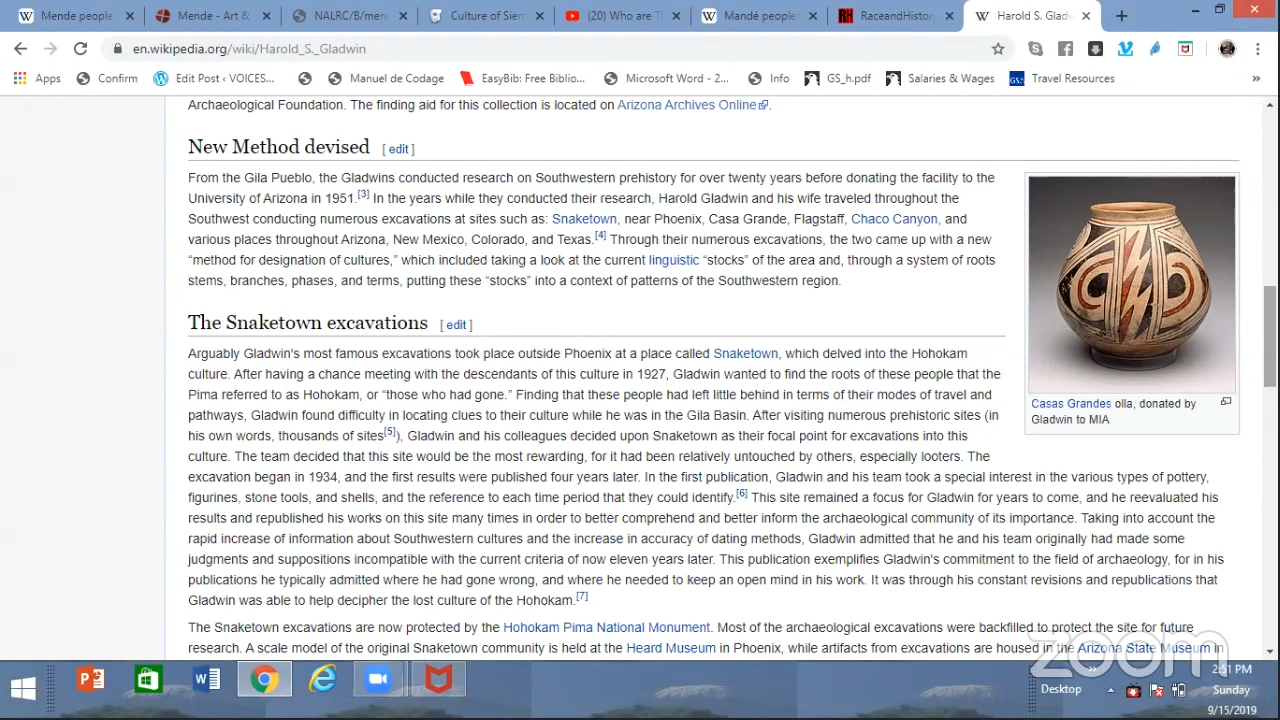 Mende people
Mende - Art &
NALRC/B/menc
Culture of Sierr
(20) Who are Th
Mandé people
RaceandHistory
Harold S. Gladw
en.wikipedia.org/wiki/Harold_S._Gladwin
Apps
Confirm
Edit Post ‹ VOICES...
Manuel de Codage
EasyBib: Free Biblio...
Microsoft Word - 2...
Info
GS_h.pdf
Salaries & Wages
Travel Resources
Archaeological Foundation. The finding aid for this collection is located on Arizona Archives Online.
New Method devised [ edit ]
From the Gila Pueblo, the Gladwins conducted research on Southwestern prehistory for over twenty years before donating the facility to the
University of Arizona in 1951.[3] In the years while they conducted their research, Harold Gladwin and his wife traveled throughout the
Southwest conducting numerous excavations at sites such as: Snaketown, near Phoenix, Casa Grande, Flagstaff, Chaco Canyon, and
various places throughout Arizona, New Mexico, Colorado, and Texas.[4] Through their numerous excavations, the two came up with a new
“method for designation of cultures,” which included taking a look at the current linguistic “stocks” of the area and, through a system of roots
stems, branches, phases, and terms, putting these “stocks” into a context of patterns of the Southwestern region.
The Snaketown excavations [ edit ]
Arguably Gladwin's most famous excavations took place outside Phoenix at a place called Snaketown, which delved into the Hohokam
culture. After having a chance meeting with the descendants of this culture in 1927, Gladwin wanted to find the roots of these people that the
Pima referred to as Hohokam, or “those who had gone.” Finding that these people had left little behind in terms of their modes of travel and
pathways, Gladwin found difficulty in finding clues to their culture while he was in the Gila Basin. After visiting numerous prehistoric sites (in
his own words, thousands of sites[5]), Gladwin and his colleagues decided upon Snaketown as their focal point for excavations into this
culture. The team decided that this site would be the most rewarding, for it had been relatively untouched by others, especially looters. The
excavation began in 1934, and the first results were published four years later. In the first publication, Gladwin and his team took a special interest in the various types of pottery,
figurines, stone tools, and shells, and the reference to each time period that they could identify.[6] This site remained a focus for Gladwin for years to come, and he reevaluated his
results and republished his works on this site many times in order to better comprehend and better inform the archaeological community of its importance. Taking into account the
rapid increase of information about Southwestern cultures and the increase in accuracy of dating methods, Gladwin admitted that he and his team originally had made some
judgments and suppositions incompatible with the current criteria of now eleven years later. This publication exemplifies Gladwin's commitment to the field of archaeology, for in his
publications he typically admitted where he had gone wrong, and where he needed to keep an open mind in his work. It was through his constant revisions and republications that
Gladwin was able to help decipher the lost culture of the Hohokam.[7]
The Snaketown excavations are now protected by the Hohokam Pima National Monument. Most of the archaeological excavations were backfilled to protect the site for future
research. A scale model of the original Snaketown community is held at the Heard Museum in Phoenix, while artifacts from excavations are housed in the Arizona State Museum in
Casas Grandes olla, donated by
Gladwin to MIA
zoom
Desktop
2:51 PM
Sunday
9/15/2019